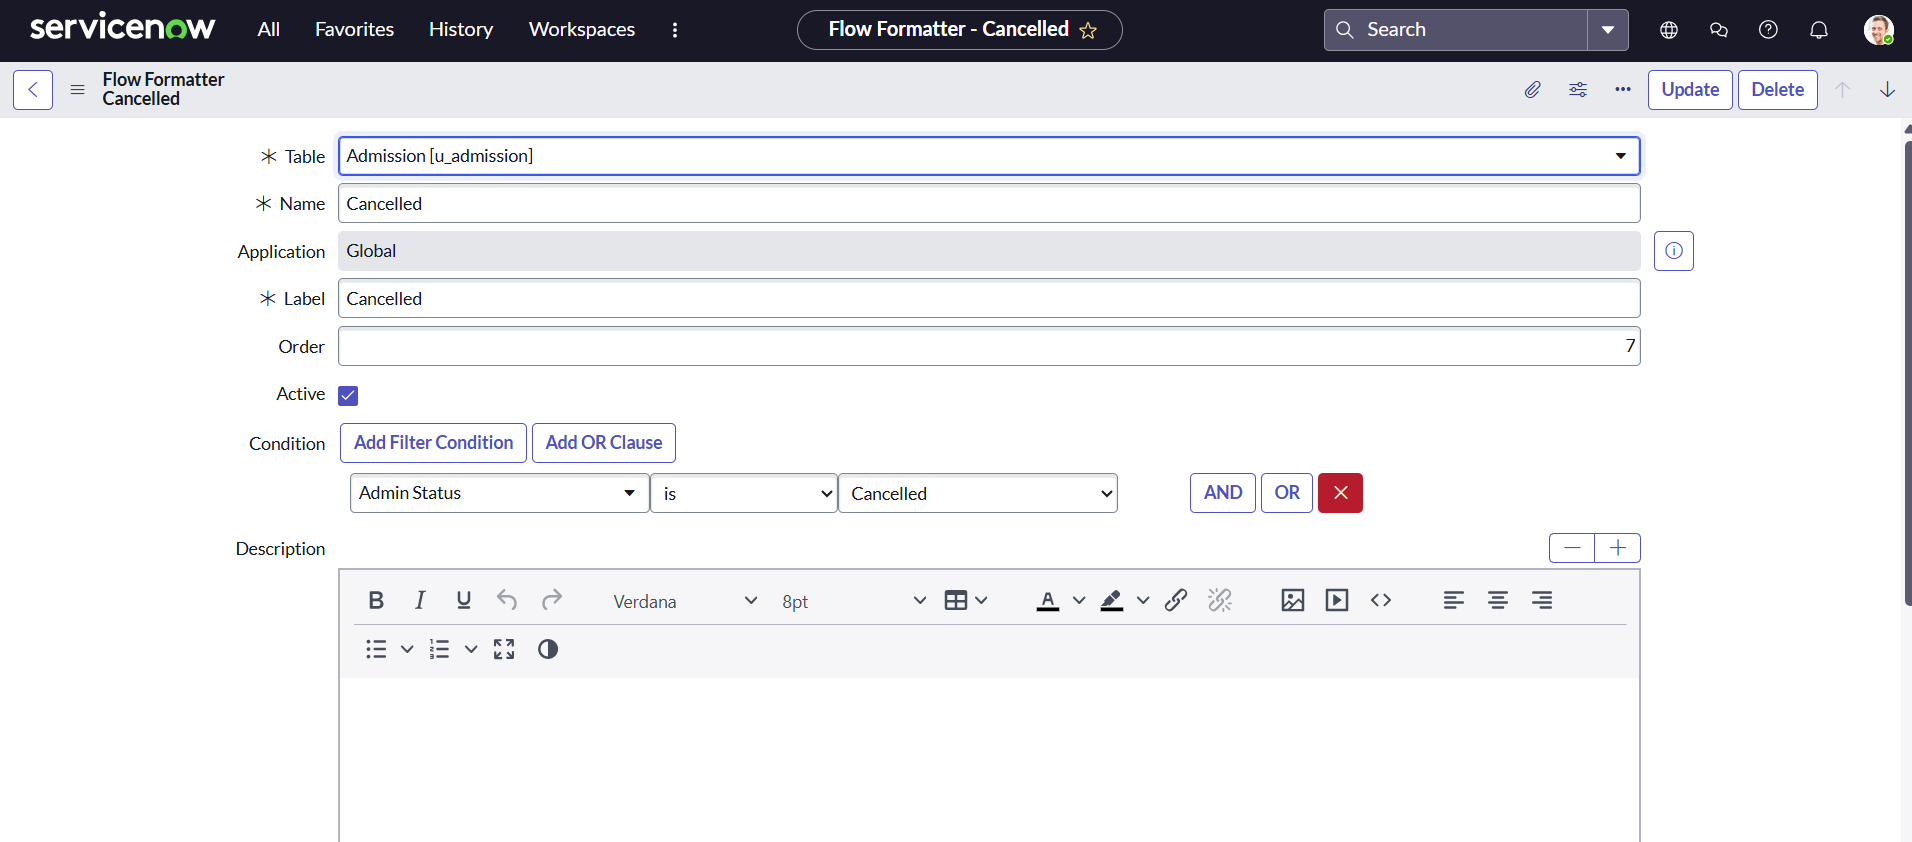 servicenow All Favorites History Workspaces Flow Formatter - Cancelled Search
Flow Formatter
Cancelled
Update Delete
Table Admission [u_admission]
Name Cancelled
Application Global
Label Cancelled
Order 7
Active
Condition Add Filter Condition Add OR Clause
Admin Status is Cancelled AND OR
Description
B I U Verdana 8pt A